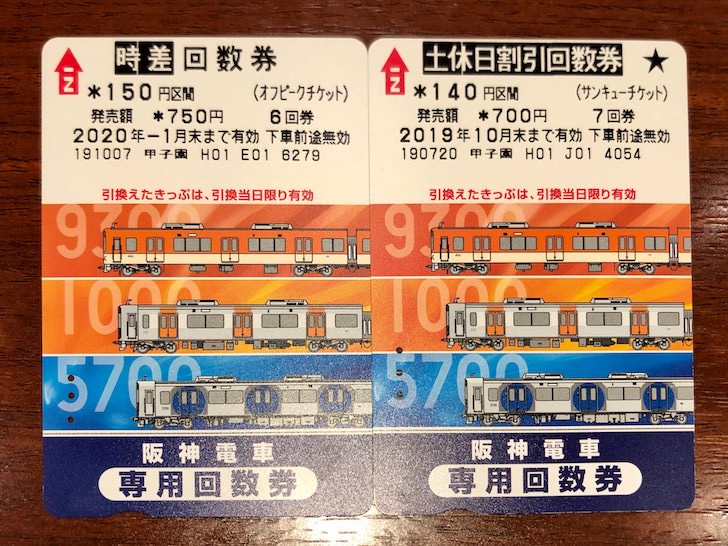 時差回数券
*150円区間 (オフピークチケット)
発売額 *750円 6回券
2020年-1月末まで有効 下車前途無効
191007 甲子園 H01 E01 6279
引換えたきっぷは、引換当日限り有効
9300
1000
5700
阪神電車
専用回数券
土休日割引回数券 ★
*140円区間 (サンキューチケット)
発売額 *700円 7回券
2019年10月末まで有効 下車前途無効
190720 甲子園 H01 J01 4054
引換えたきっぷは、引換当日限り有効
9300
1000
5700
阪神電車
専用回数券